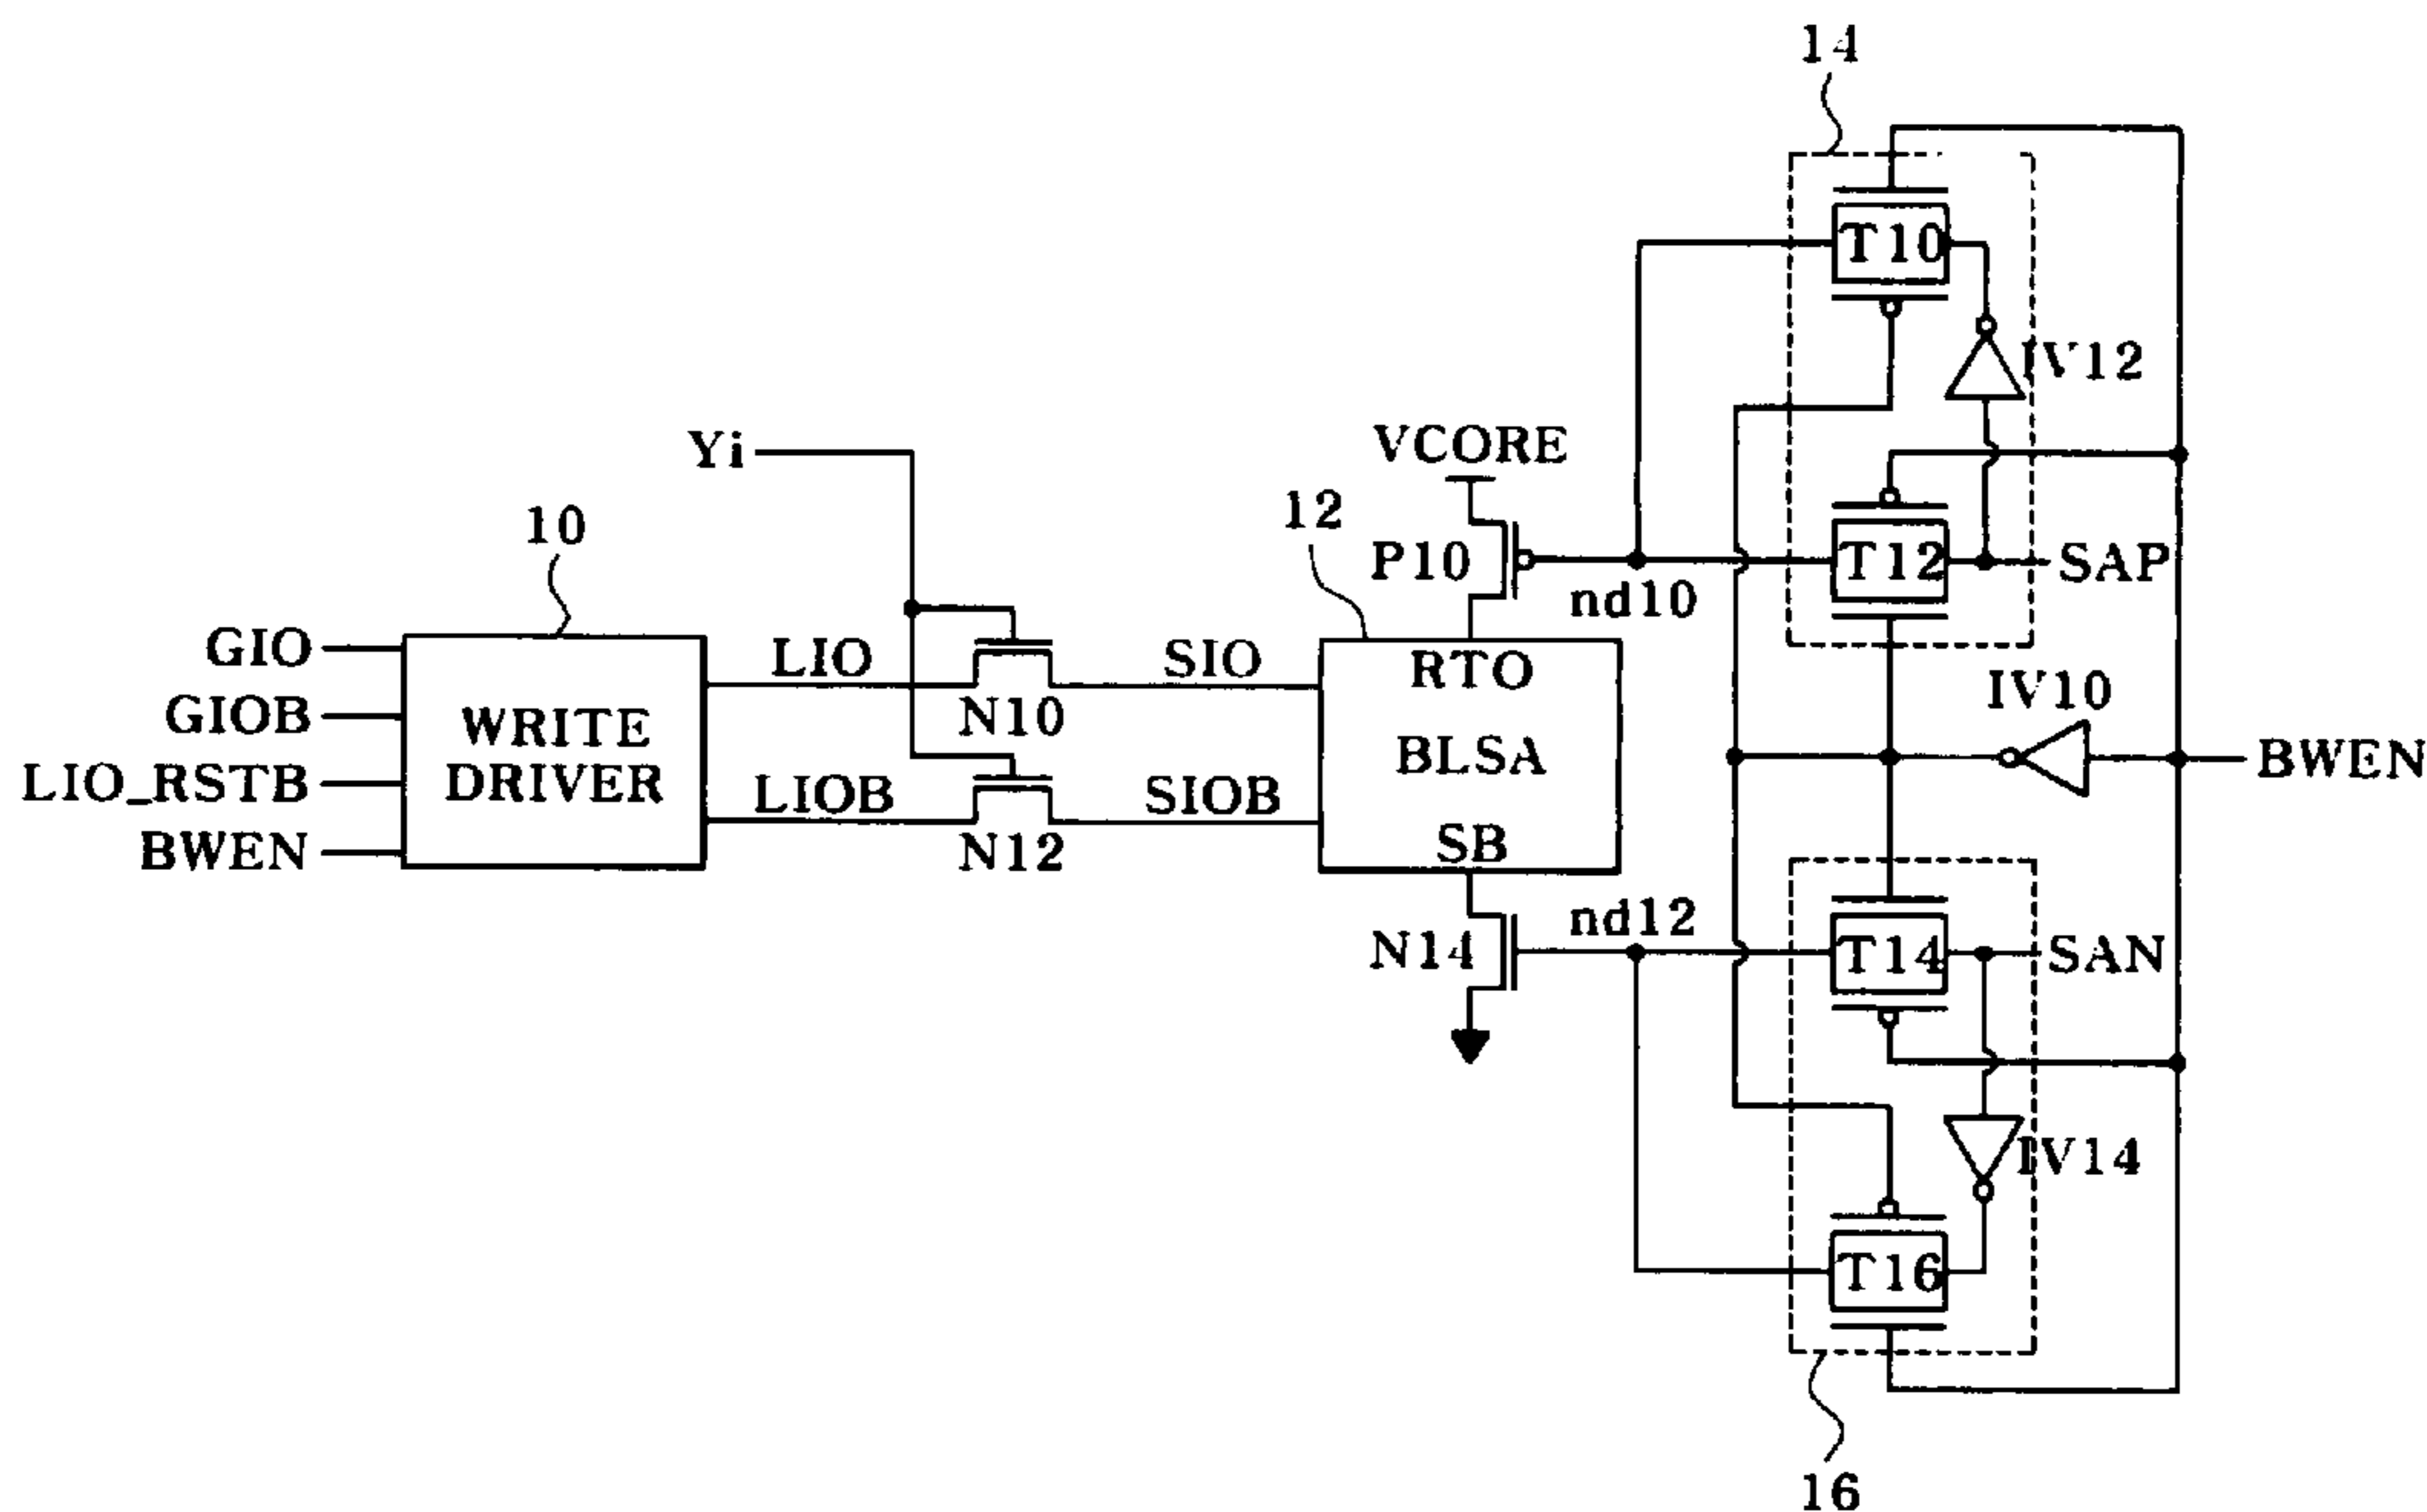 14
T10
IV12
Yi
VCORE
10
12
P10
T12
SAP
nd10
GIO
LIO
SIO
RTO
IV10
GIOB
WRITE
N10
BLSA
BWEN
LIO_RSTB
DRIVER
LIOB
SIOB
BWEN
N12
SB
nd12
N14
T14
SAN
IV14
T16
16